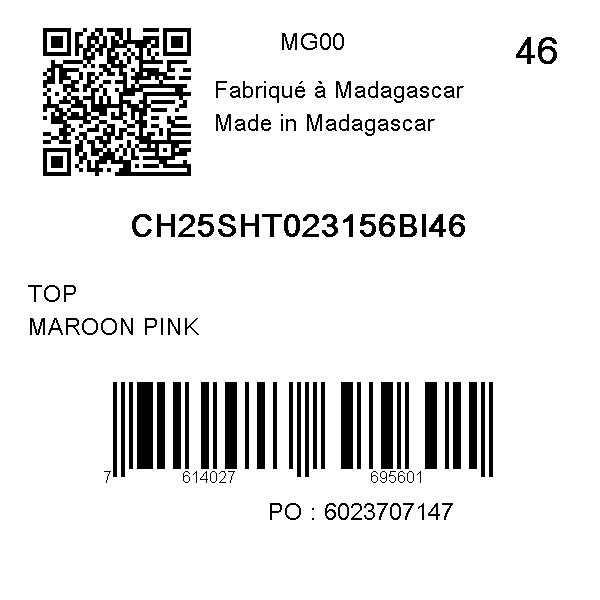 MG00
46
Fabriqué à Madagascar
Made in Madagascar
CH25SHT023156BI46
TOP
MAROON PINK
7 614027 695601
PO : 6023707147